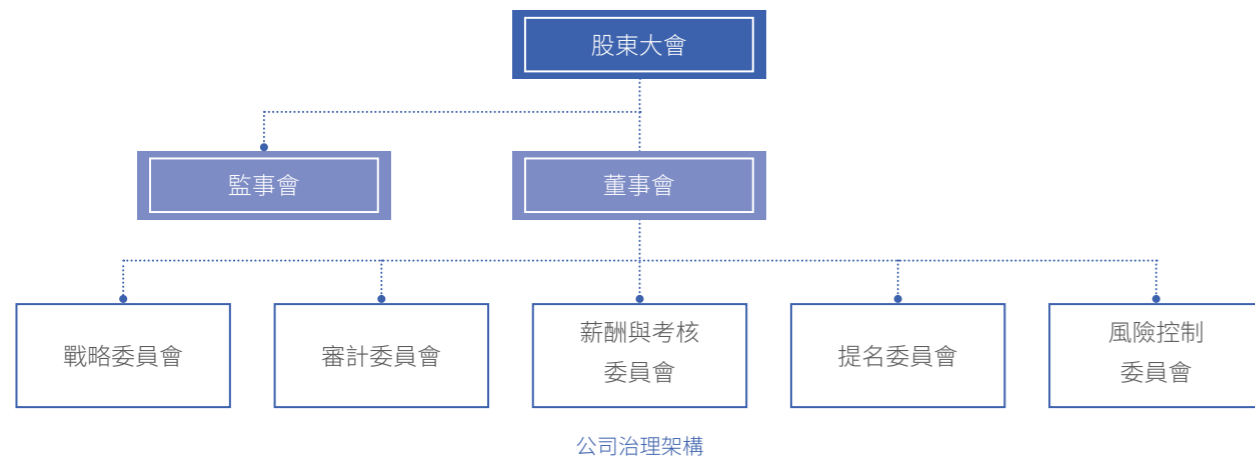 股東大會
監事會
董事會
戰略委員會
審計委員會
薪酬與考核
委員會
提名委員會
風險控制
委員會
公司治理架構